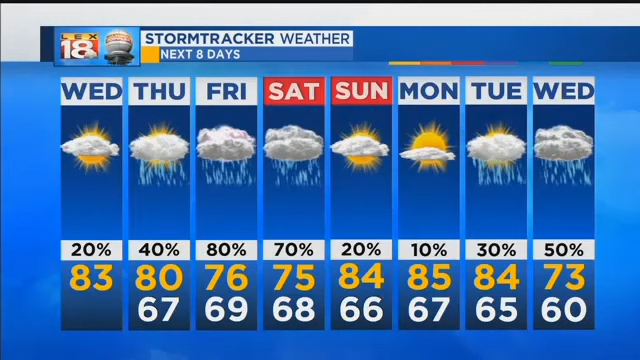 LEX
18
STORMTRACKER WEATHER
NEXT 8 DAYS
WED THU FRI SAT SUN MON TUE WED
20% 40% 80% 70% 20% 10% 30% 50%
83 80 76 75 84 85 84 73
67 69 68 66 67 65 60